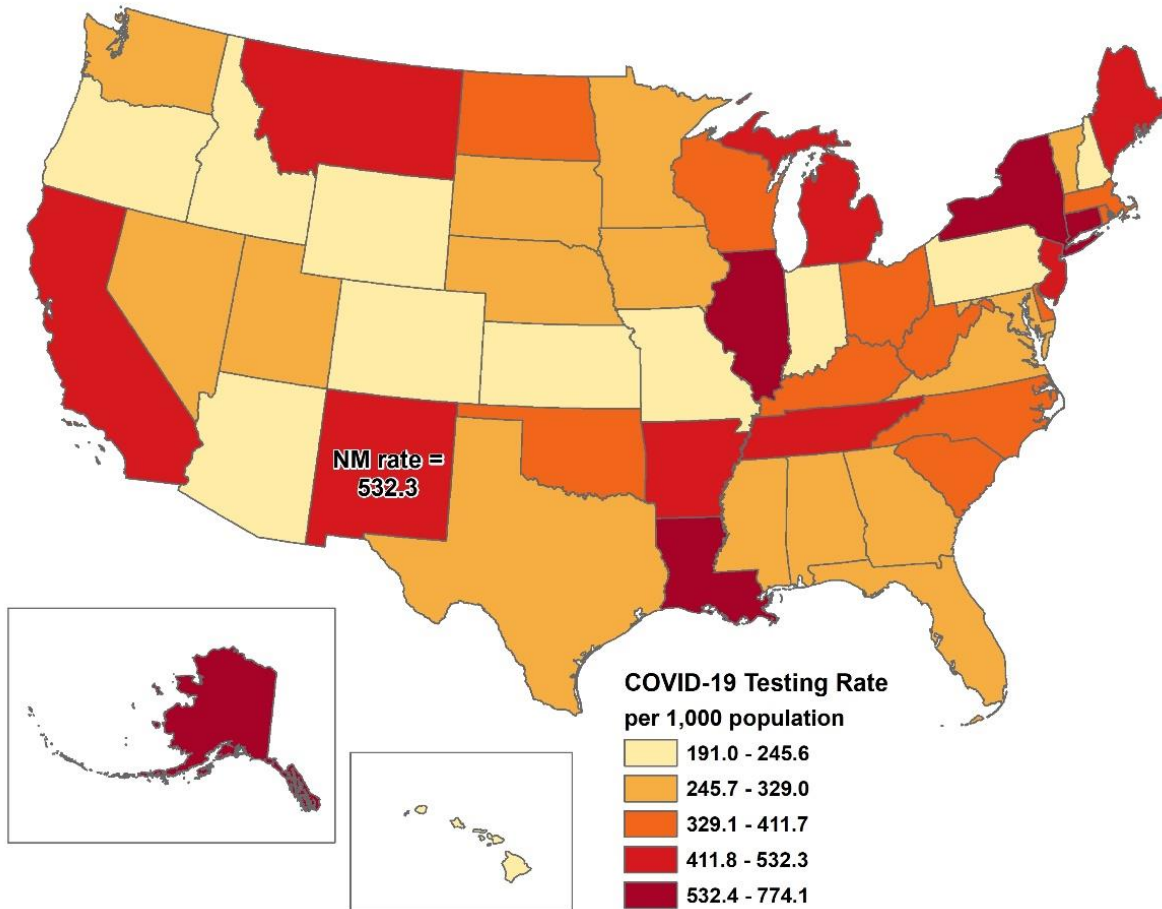 NM rate =
532.3
COVID-19 Testing Rate
per 1,000 population
191.0 - 245.6
245.7 - 329.0
329.1 - 411.7
411.8 - 532.3
532.4 - 774.1